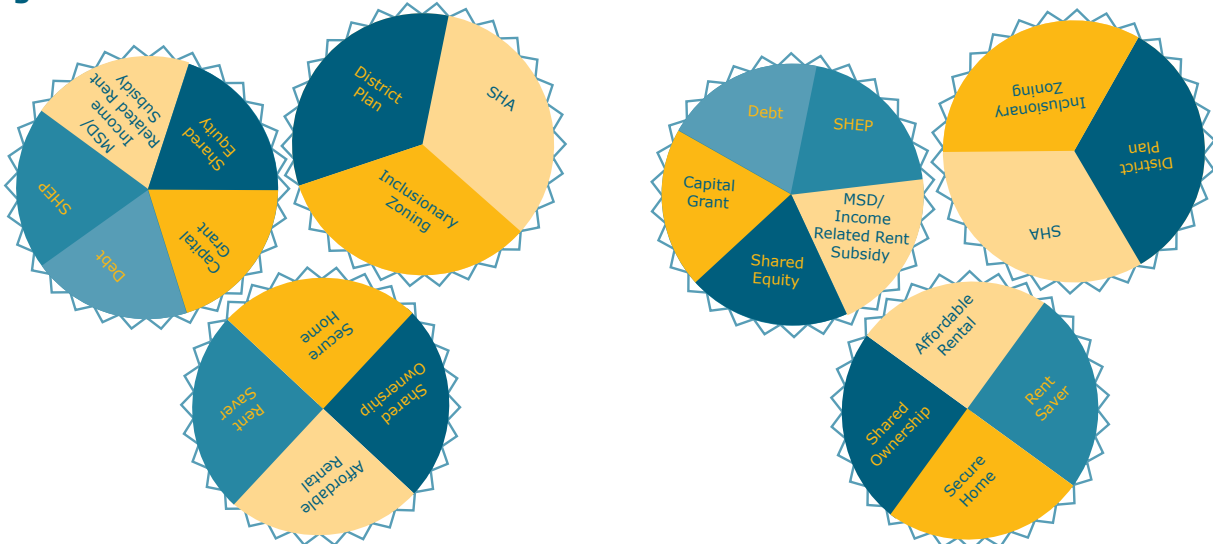 MSD/
Income
Related Rent
Subsidy
Shared
Equity
SHEP
Debt
Capital
Grant
District
Plan
SHA
Inclusionary
Zoning
Secure
Home
Shared
Ownership
Rent
Saver
Affordable
Rental
Debt
SHEP
Capital
Grant
MSD/
Income
Related Rent
Subsidy
Shared
Equity
Inclusionary
Zoning
District
Plan
SHA
Affordable
Rental
Rent
Saver
Shared
Ownership
Secure
Home